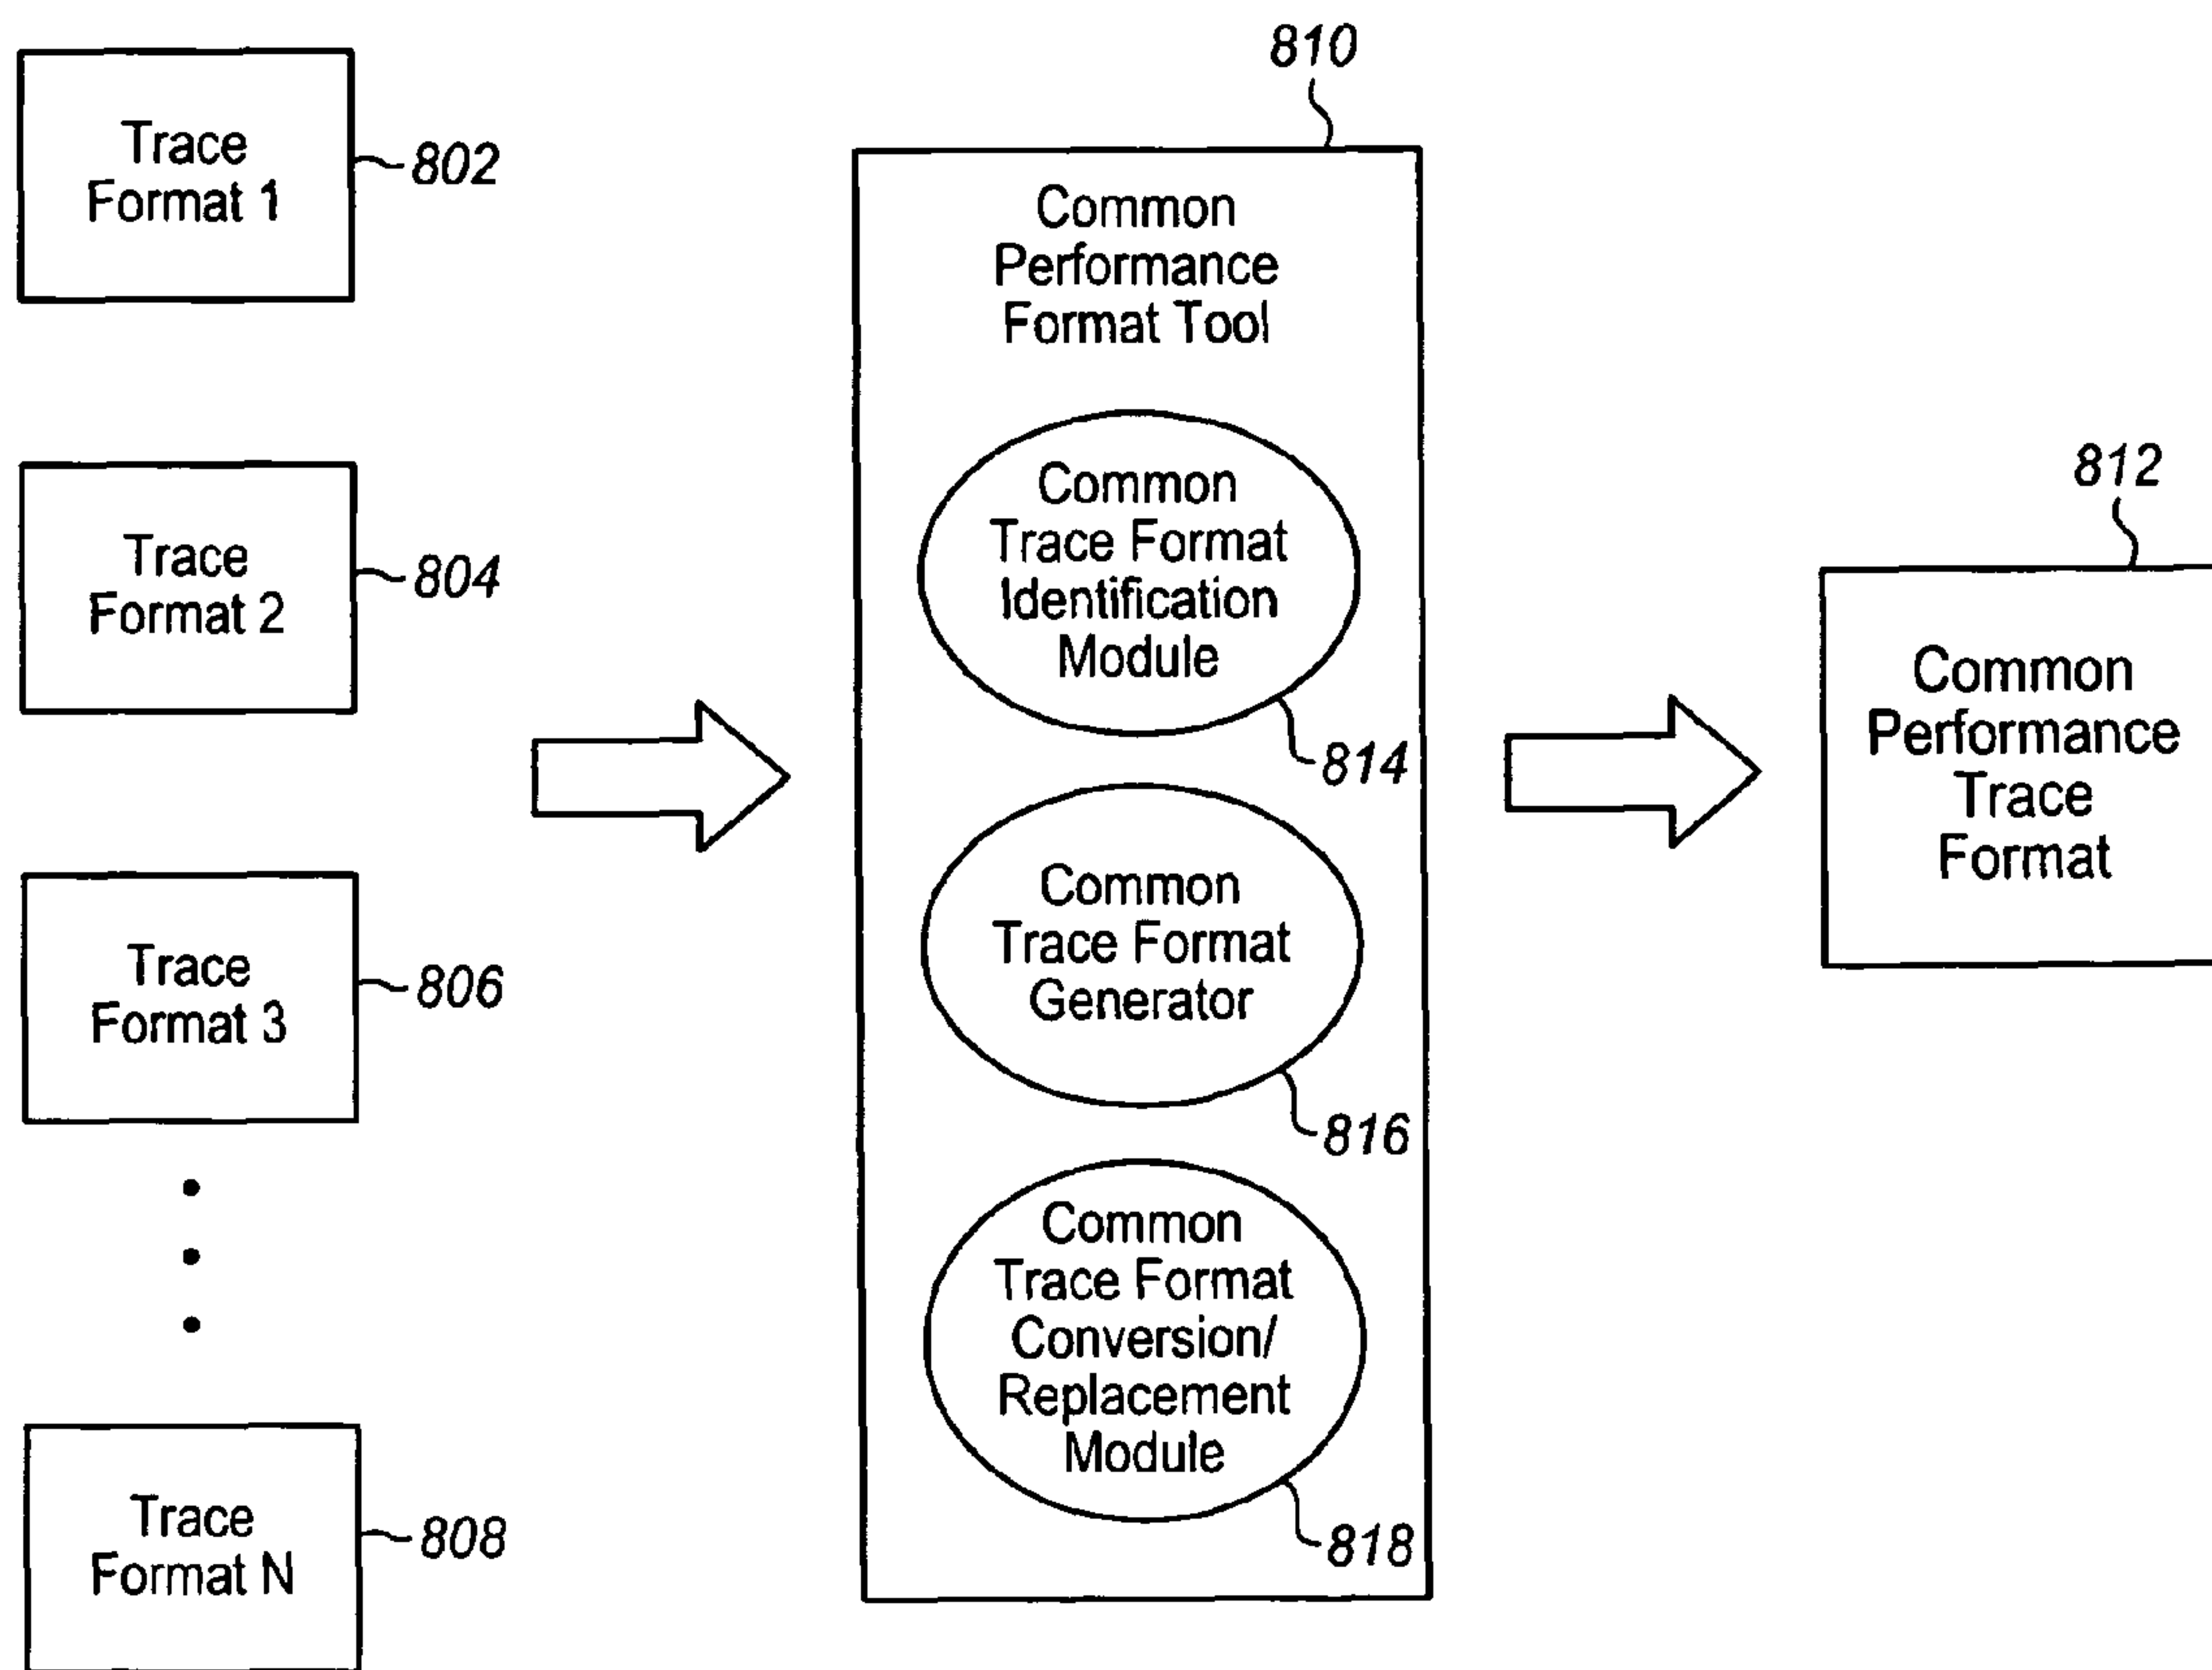 Trace
Format 1
802
Trace
Format 2
804
Trace
Format 3
806
Trace
Format N
808
810
Common
Performance
Format Tool
Common
Trace Format
Identification
Module
814
Common
Trace Format
Generator
816
Common
Trace Format
Conversion/
Replacement
Module
818
812
Common
Performance
Trace
Format